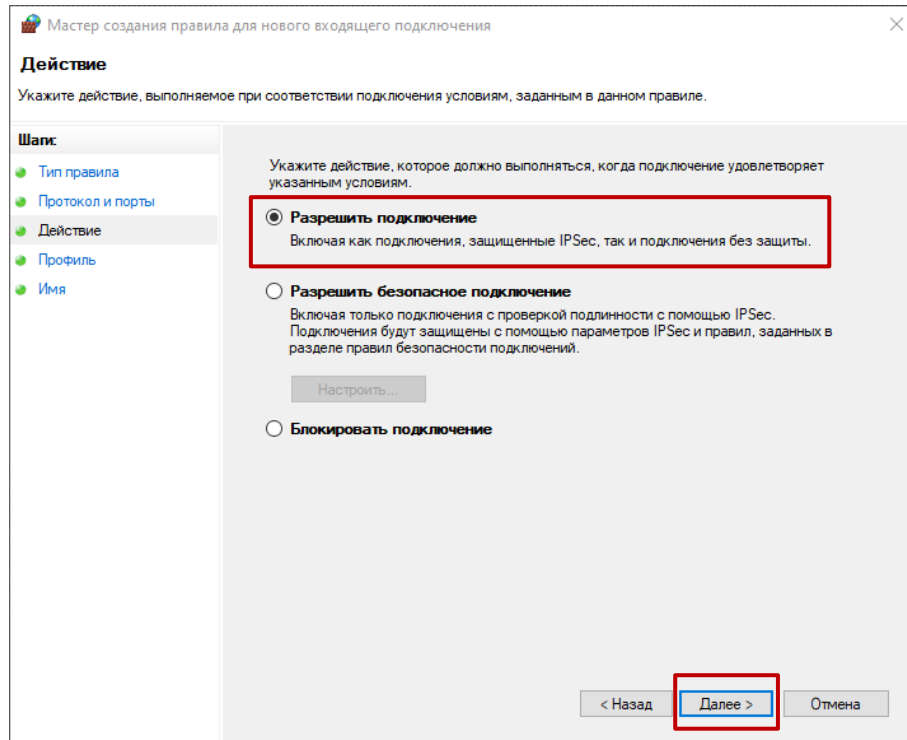 Мастер создания правила для нового входящего подключения
Действие
Укажите действие, выполняемое при соответствии подключения условиям, заданным в данном правиле.
Шаги:
Тип правила
Протокол и порты
Действие
Профиль
Имя
Укажите действие, которое должно выполняться, когда подключение удовлетворяет
указанным условиям.
Разрешить подключение
Включая как подключения, защищенные IPSec, так и подключения без защиты.
Разрешить безопасное подключение
Включая только подключения с проверкой подлинности с помощью IPSec.
Подключения будут защищены с помощью параметров IPSec и правил, заданных в
разделе правил безопасности подключений.
Настроить...
Блокировать подключение
< Назад
Далее >
Отмена